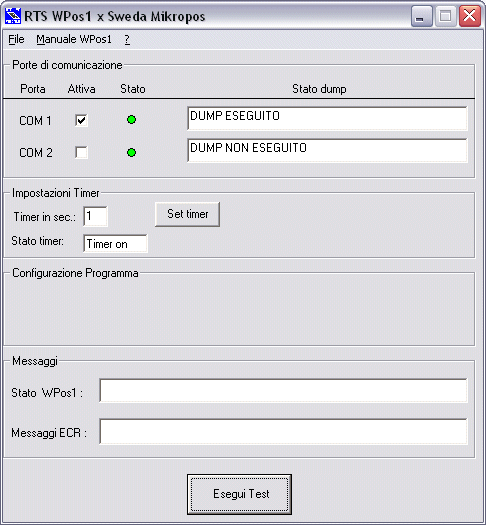 RTS WPos1 x Sweda Mikropos
File Manuale WPos1 ?
Porte di comunicazione
Porta Attiva Stato Stato dump
COM 1 DUMP ESEGUITO
COM 2 DUMP NON ESEGUITO
Impostazioni Timer
Timer in sec.: 1 Set timer
Stato timer: Timer on
Configurazione Programma
Messaggi
Stato WPos1 :
Messaggi ECR :
Esegui Test